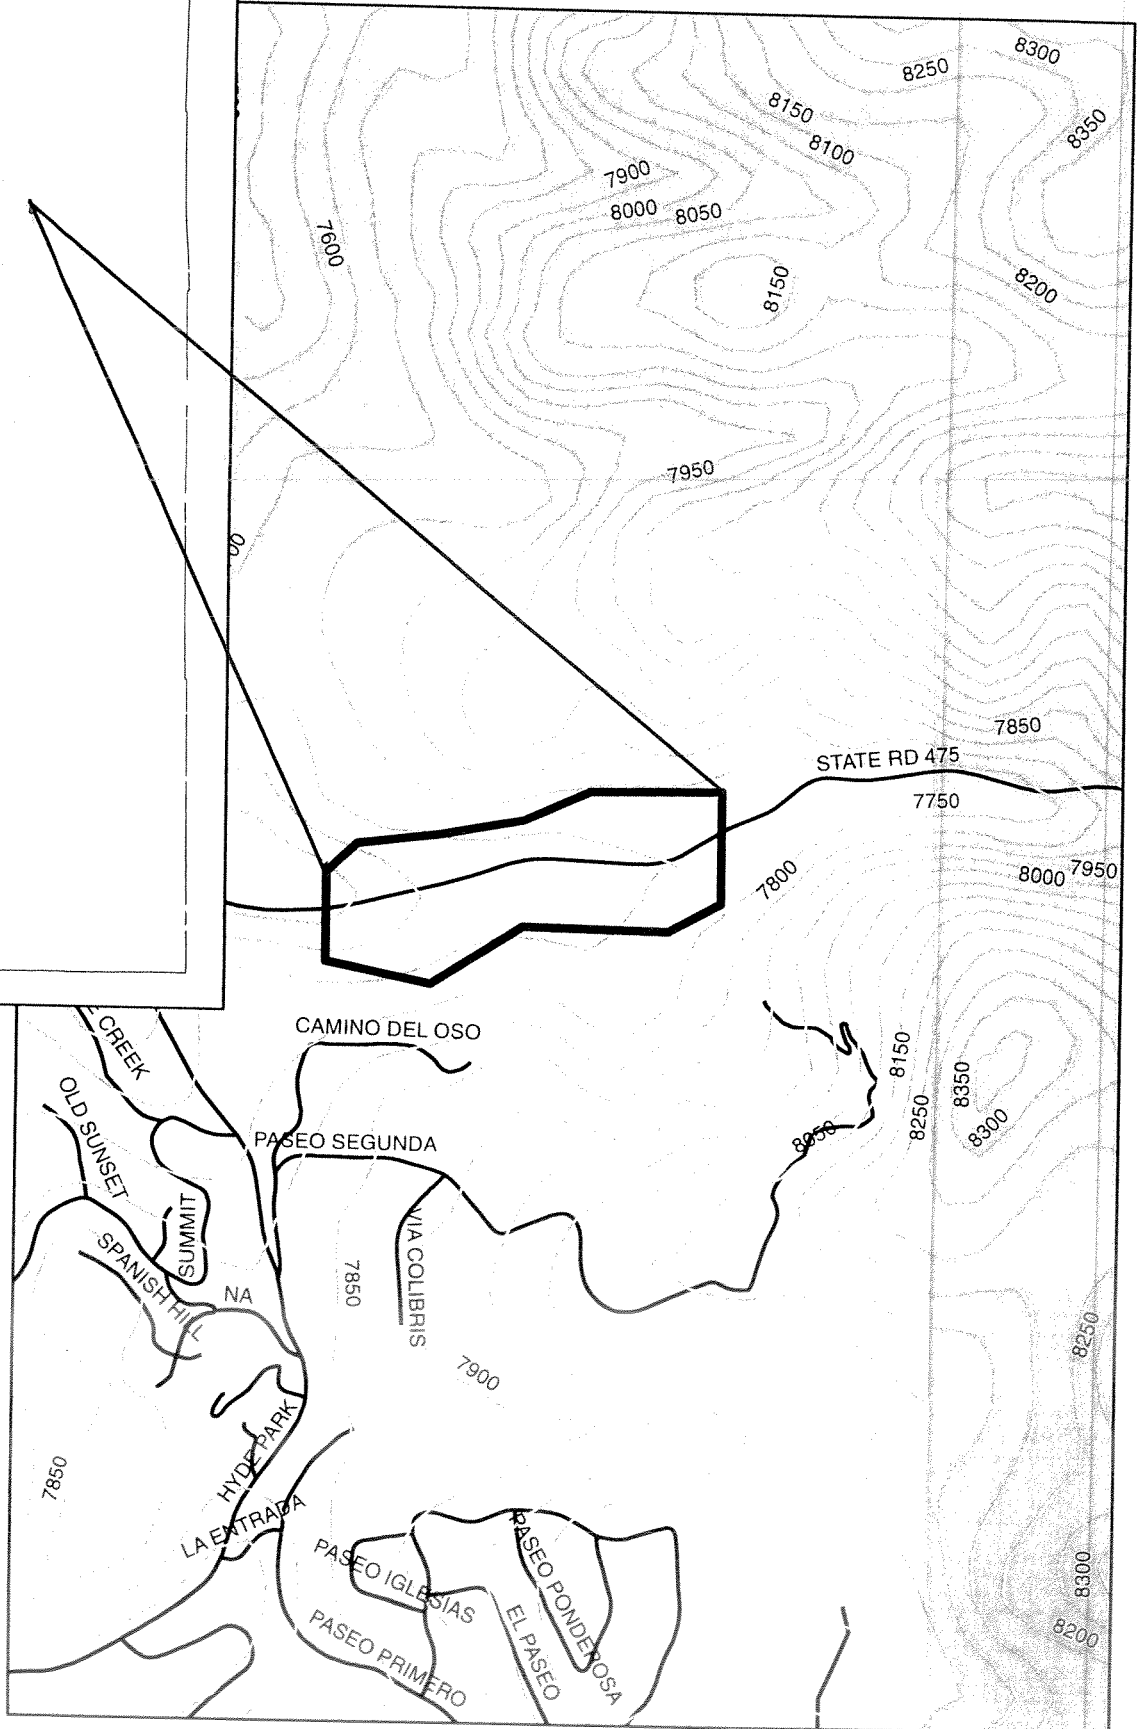 8300
8250
8350
8150
8100
7900
8000
8050
7600
8200
8150
7950
00
7850
STATE RD 475
7750
7800
8000
7950
CAMINO DEL OSO
E CREEK
8150
8350
OLD SUNSET
8250
8300
PASEO SEGUNDA
SUMMIT
VIA COLIBRIS
SPANISH HILL
7850
NA
8250
7900
HYDE PARK
7850
LA ENTRADA
PASEO IGLESIAS
PASEO PONDEROSA
8300
EL PASEO
PASEO PRIMERO
8200